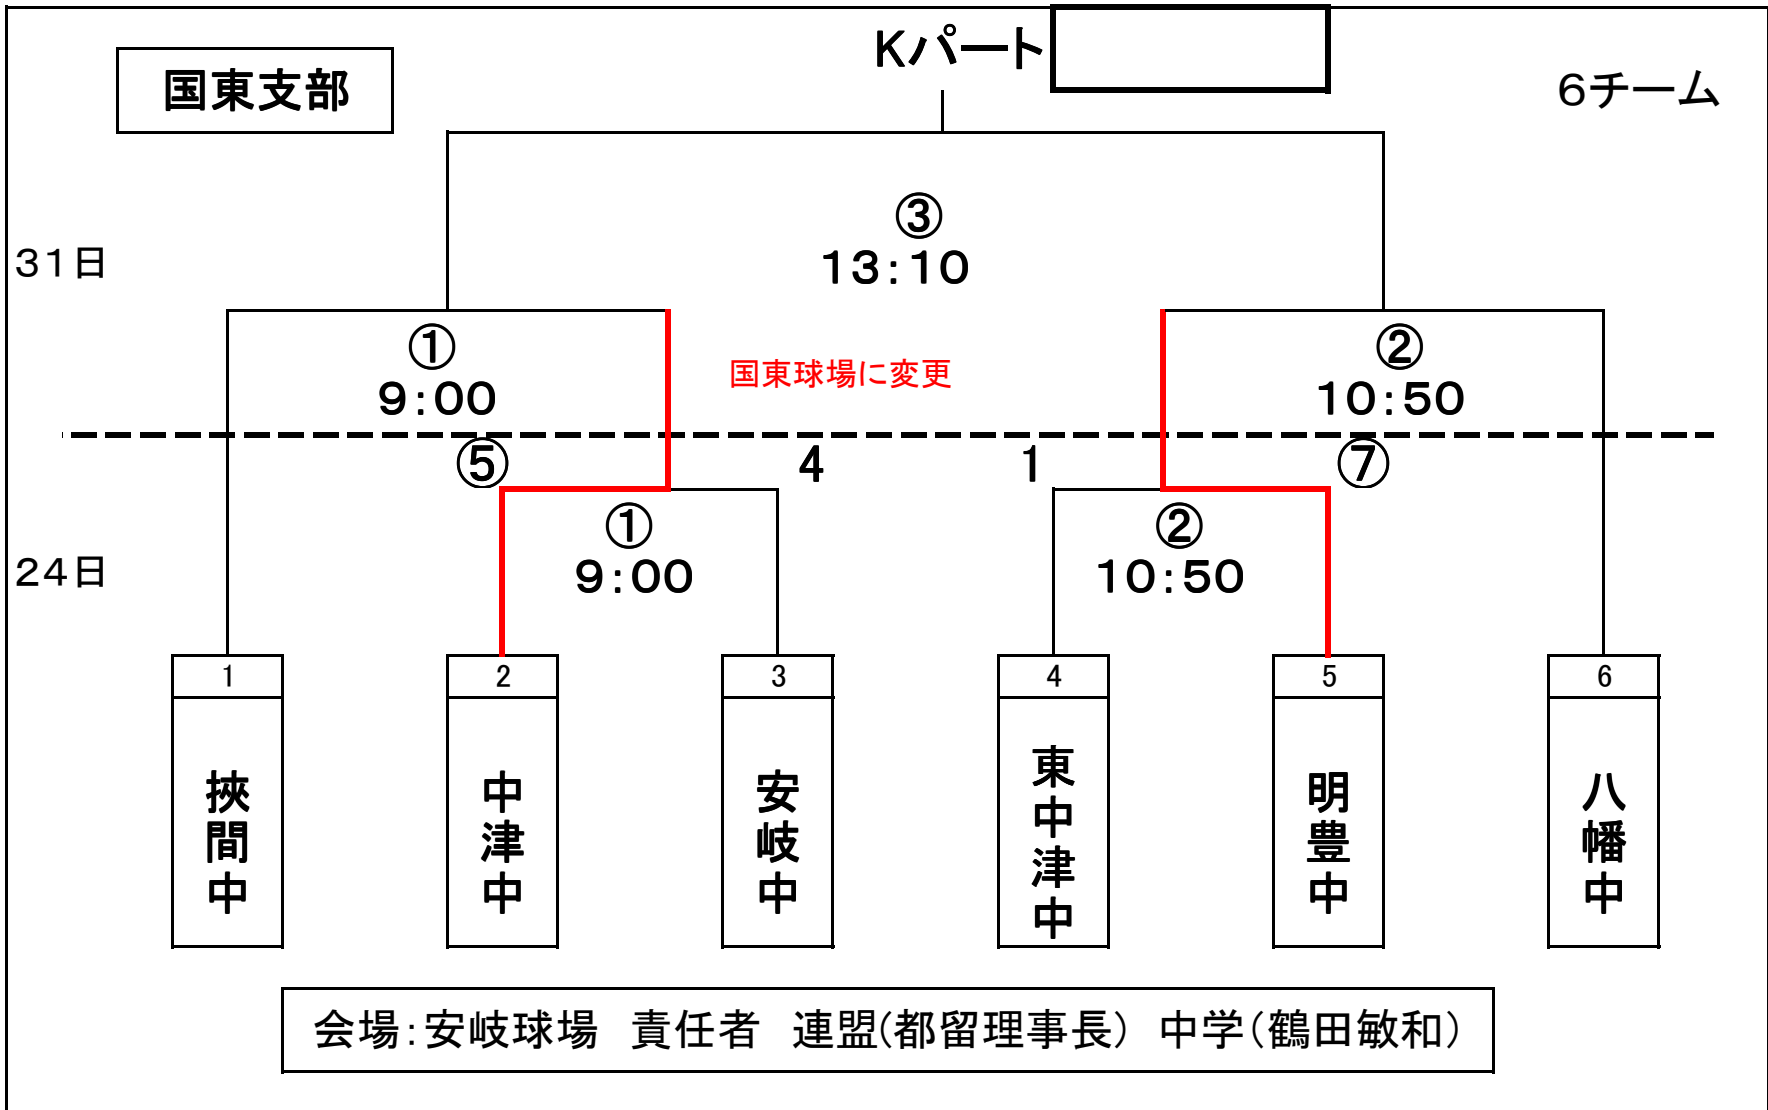 Kパート
国東支部
6チーム
③
13:10
31日
①
9:00
国東球場に変更
②
10:50
⑤
4
1
⑦
①
9:00
②
10:50
24日
1
2
3
4
5
6
挾間中
中津中
安岐中
東中津中
明豊中
八幡中
会場:安岐球場　責任者　連盟(都留理事長)　中学(鶴田敏和)